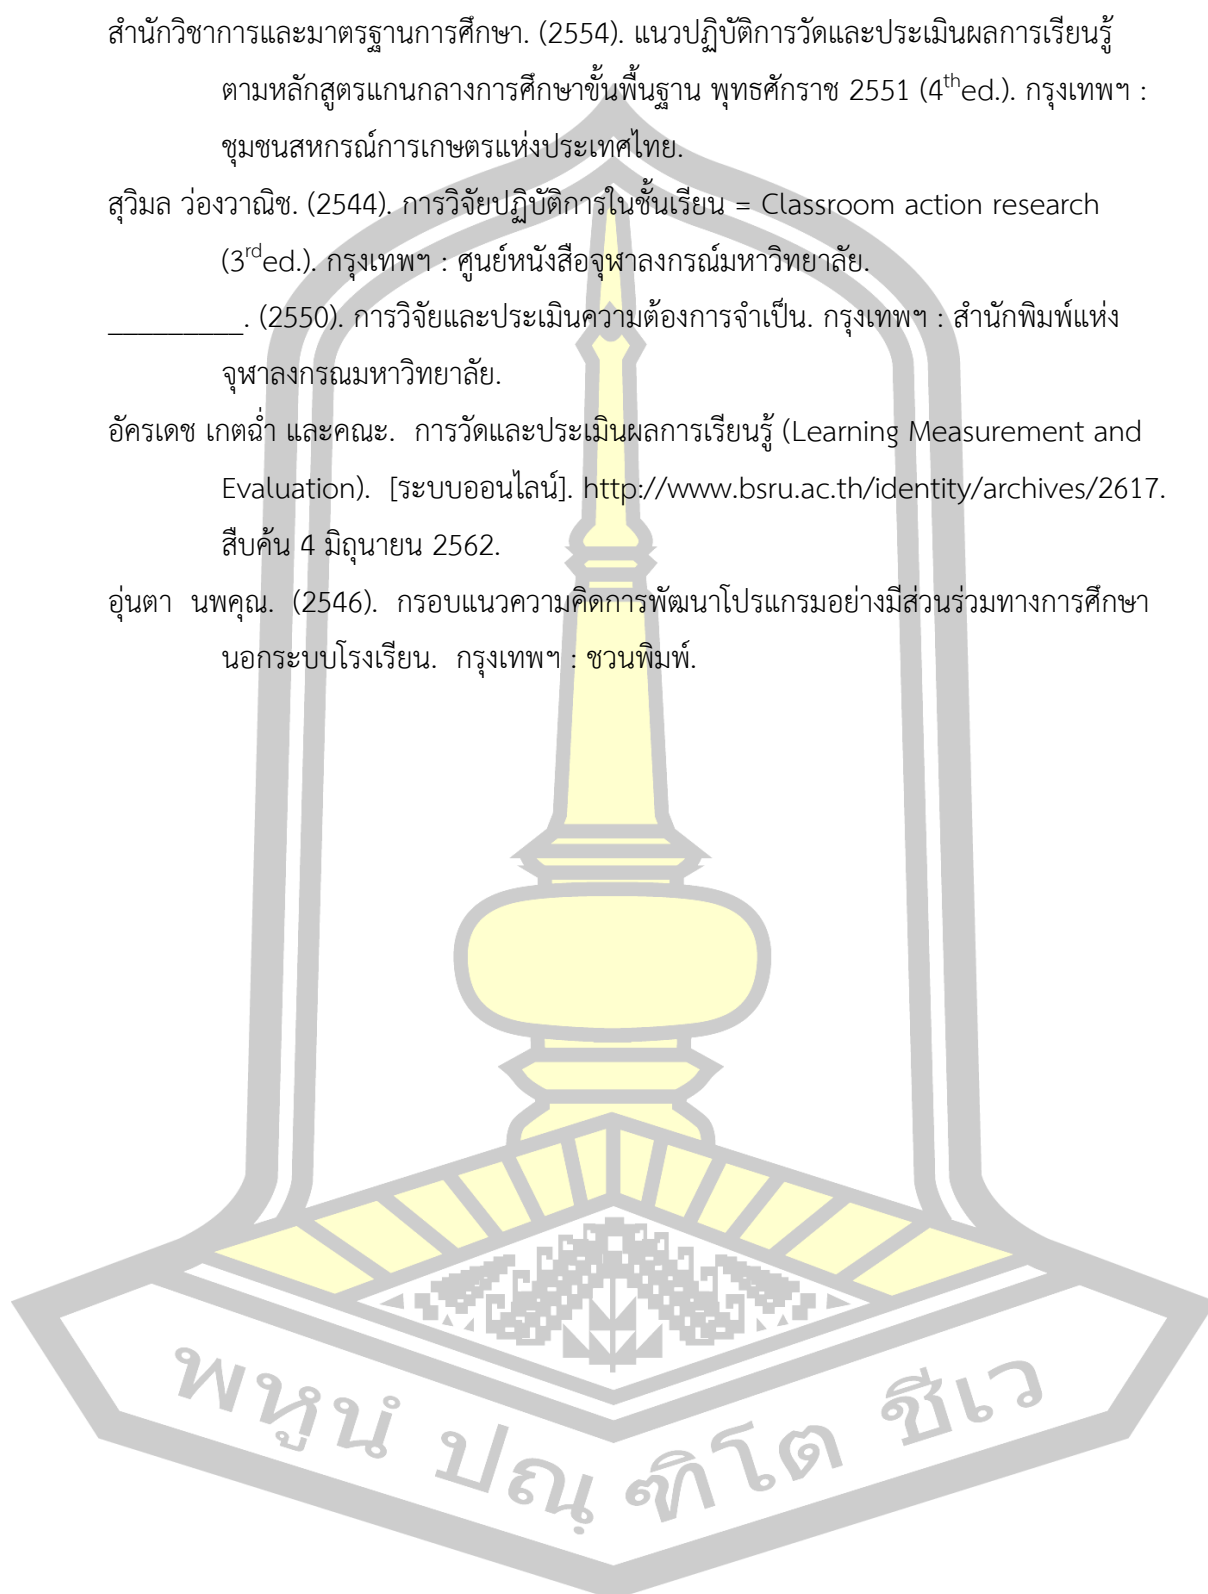 สำนักวิชาการและมาตรฐานการศึกษา. (2554). แนวปฏิบัติการวัดและประเมินผลการเรียนรู้
ตามหลักสูตรแกนกลางการศึกษาขั้นพื้นฐาน พุทธศักราช 2551 (4thed.). กรุงเทพฯ :
ชุมชนสหกรณ์การเกษตรแห่งประเทศไทย.
สุวิมล ว่องวาณิช. (2544). การวิจัยปฏิบัติการในชั้นเรียน = Classroom action research
(3rded.). กรุงเทพฯ : ศูนย์หนังสือจุฬาลงกรณ์มหาวิทยาลัย.
_________. (2550). การวิจัยและประเมินความต้องการจำเป็น. กรุงเทพฯ : สำนักพิมพ์แห่ง
จุฬาลงกรณมหาวิทยาลัย.
อัครเดช เกตฉ่ำ และคณะ. การวัดและประเมินผลการเรียนรู้ (Learning Measurement and
Evaluation). [ระบบออนไลน์]. http://www.bsru.ac.th/identity/archives/2617.
สืบค้น 4 มิถุนายน 2562.
อุ่นตา นพคุณ. (2546). กรอบแนวความคิดการพัฒนาโปรแกรมอย่างมีส่วนร่วมทางการศึกษา
นอกระบบโรงเรียน. กรุงเทพฯ : ชวนพิมพ์.
พหูนํ ปณฺฑิโต ชีเว